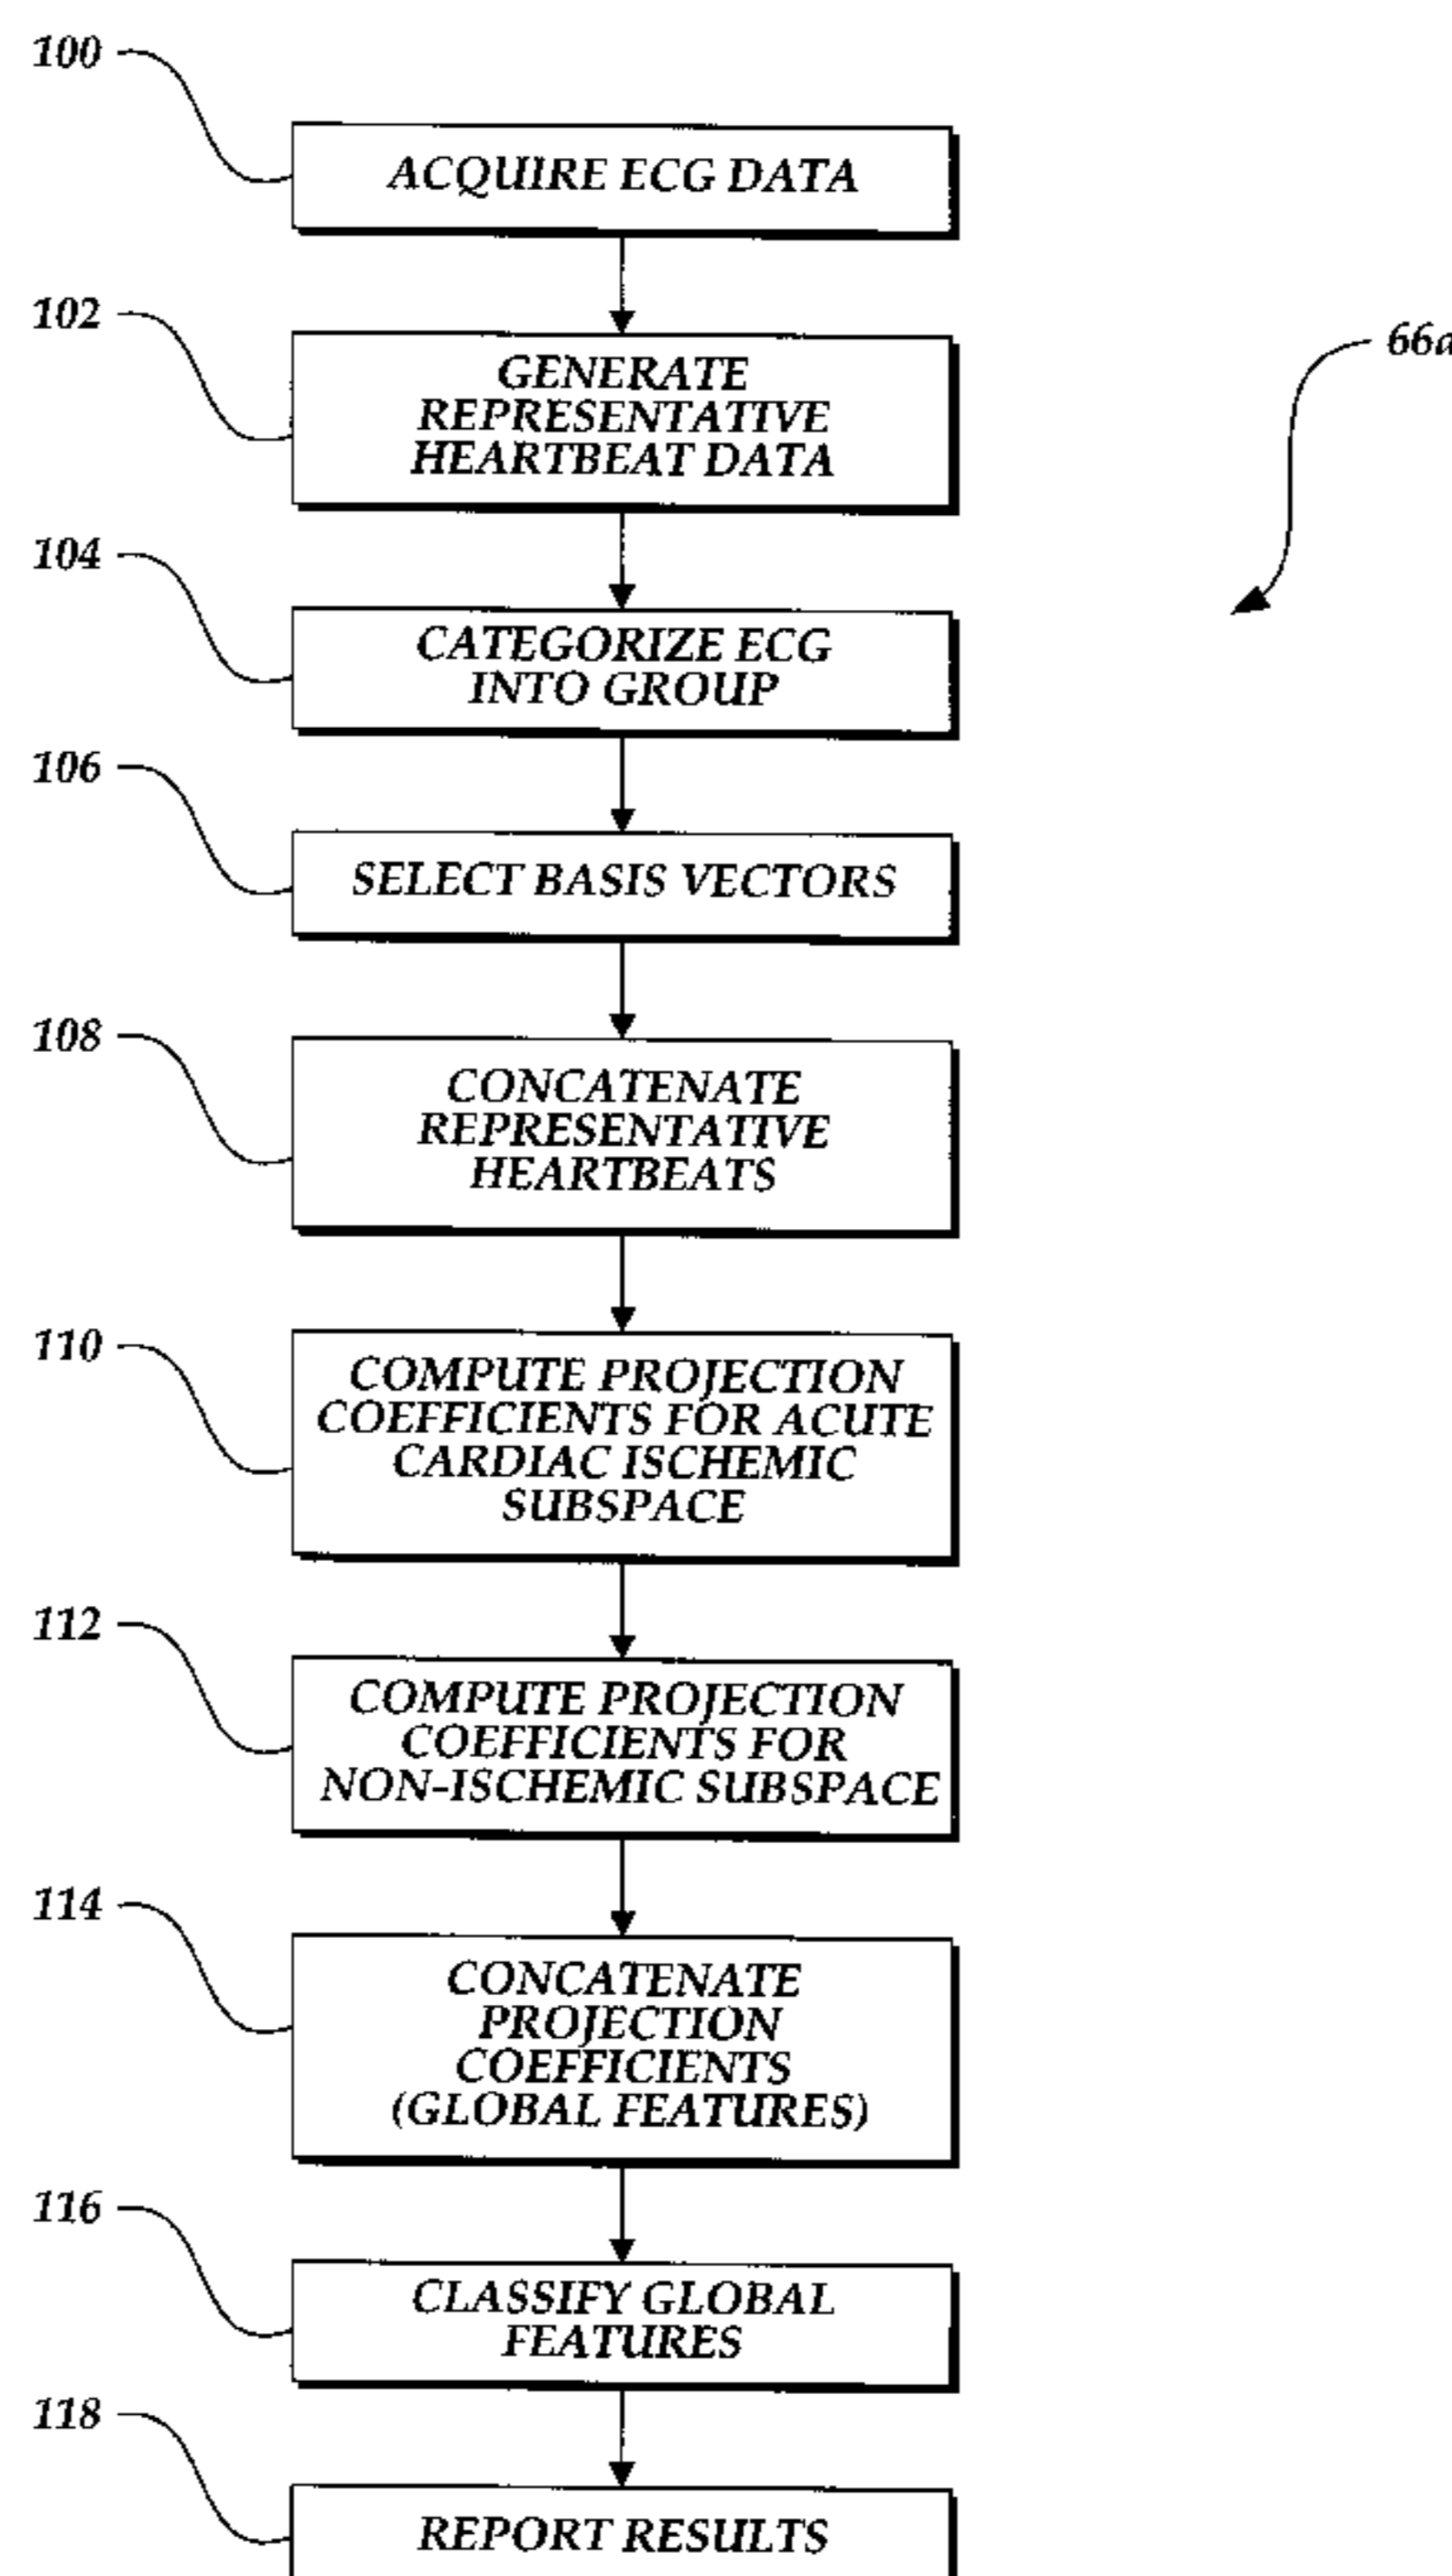 100
ACQUIRE ECG DATA
102
GENERATE
REPRESENTATIVE
HEARTBEAT DATA
66a
104
CATEGORIZE ECG
INTO GROUP
106
SELECT BASIS VECTORS
108
CONCATENATE
REPRESENTATIVE
HEARTBEATS
110
COMPUTE PROJECTION
COEFFICIENTS FOR ACUTE
CARDIAC ISCHEMIC
SUBSPACE
112
COMPUTE PROJECTION
COEFFICIENTS FOR
NON-ISCHEMIC SUBSPACE
114
CONCATENATE
PROJECTION
COEFFICIENTS
(GLOBAL FEATURES)
116
CLASSIFY GLOBAL
FEATURES
118
REPORT RESULTS